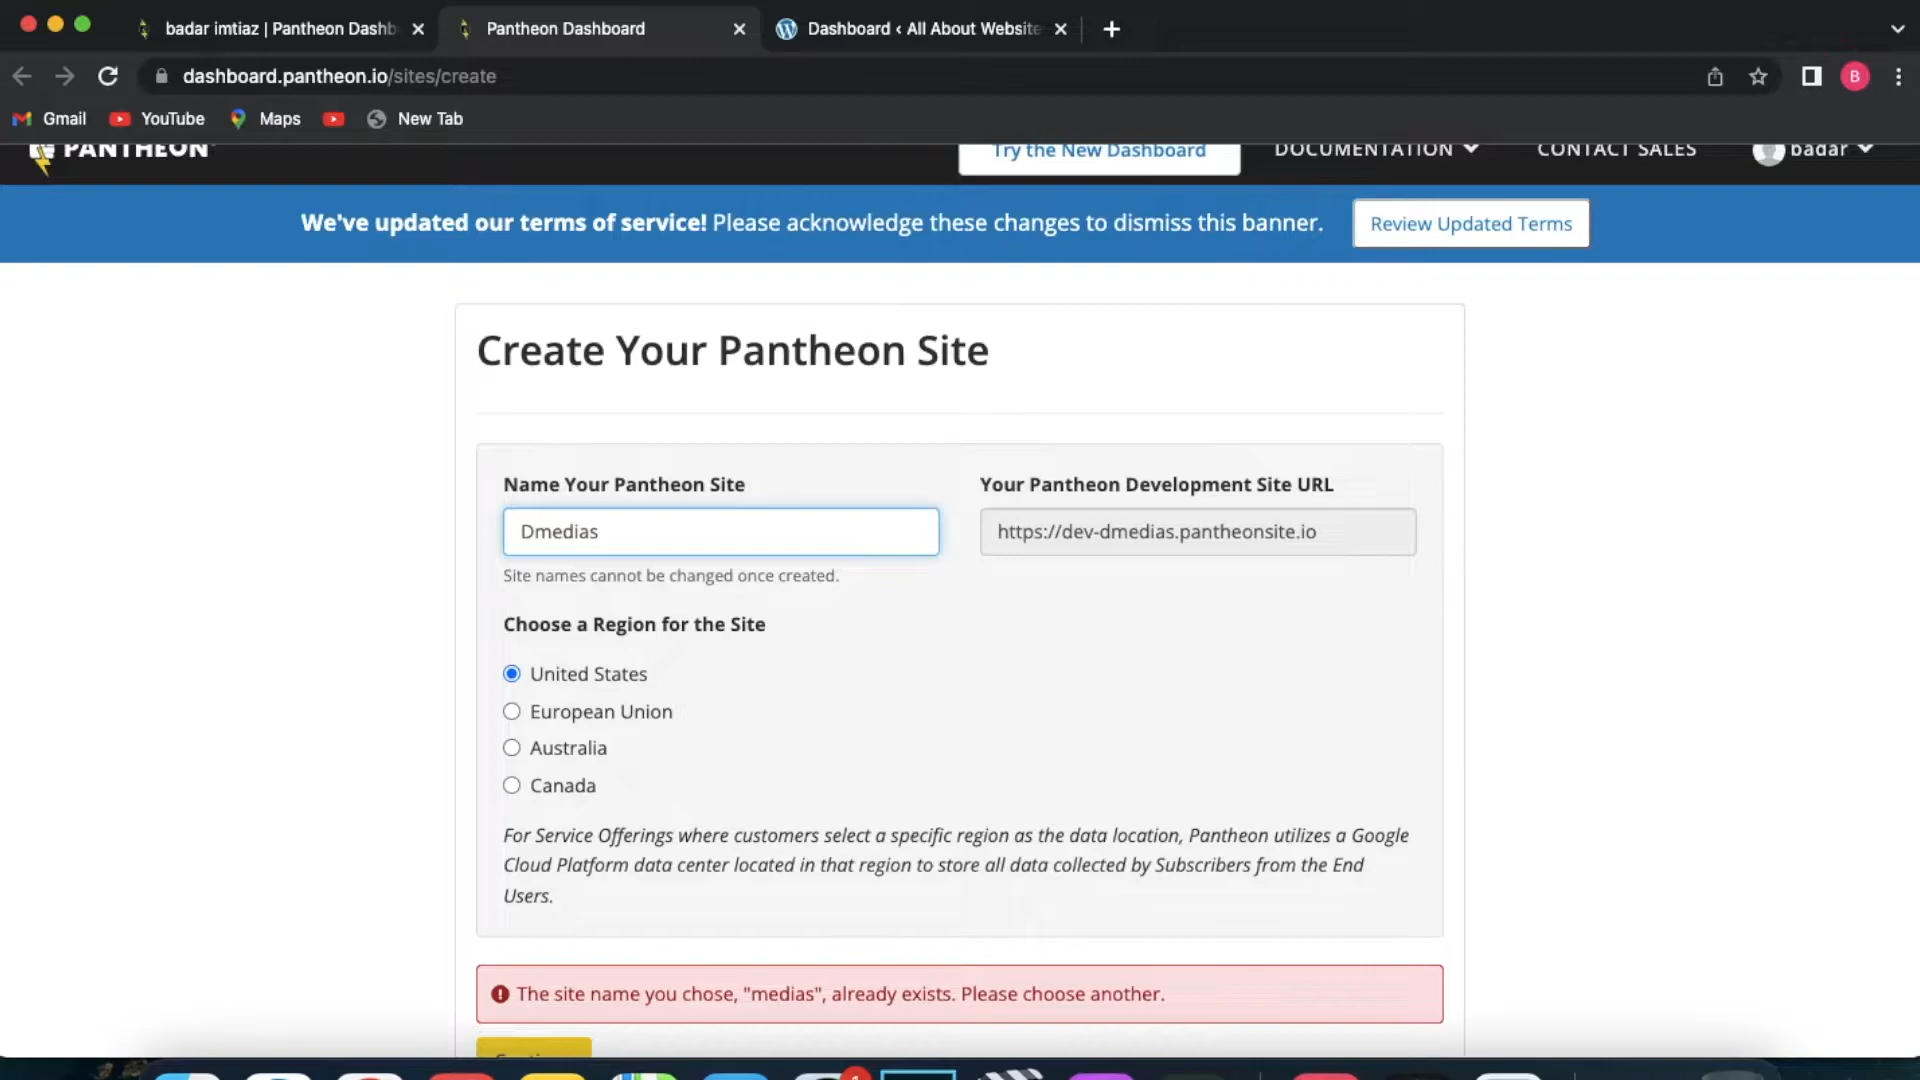 badar imtiaz | Pantheon Dashb
Pantheon Dashboard
Dashboard ‹ All About Website
dashboard.pantheon.io/sites/create
B
Gmail
YouTube
Maps
New Tab
PANTHEON
Try the New Dashboard
DOCUMENTATION
CONTACT SALES
badar
We've updated our terms of service! Please acknowledge these changes to dismiss this banner.
Review Updated Terms
Create Your Pantheon Site
Name Your Pantheon Site
Your Pantheon Development Site URL
Dmedias
https://dev-dmedias.pantheonsite.io
Site names cannot be changed once created.
Choose a Region for the Site
United States
European Union
Australia
Canada
For Service Offerings where customers select a specific region as the data location, Pantheon utilizes a Google
Cloud Platform data center located in that region to store all data collected by Subscribers from the End
Users.
The site name you chose, "medias", already exists. Please choose another.